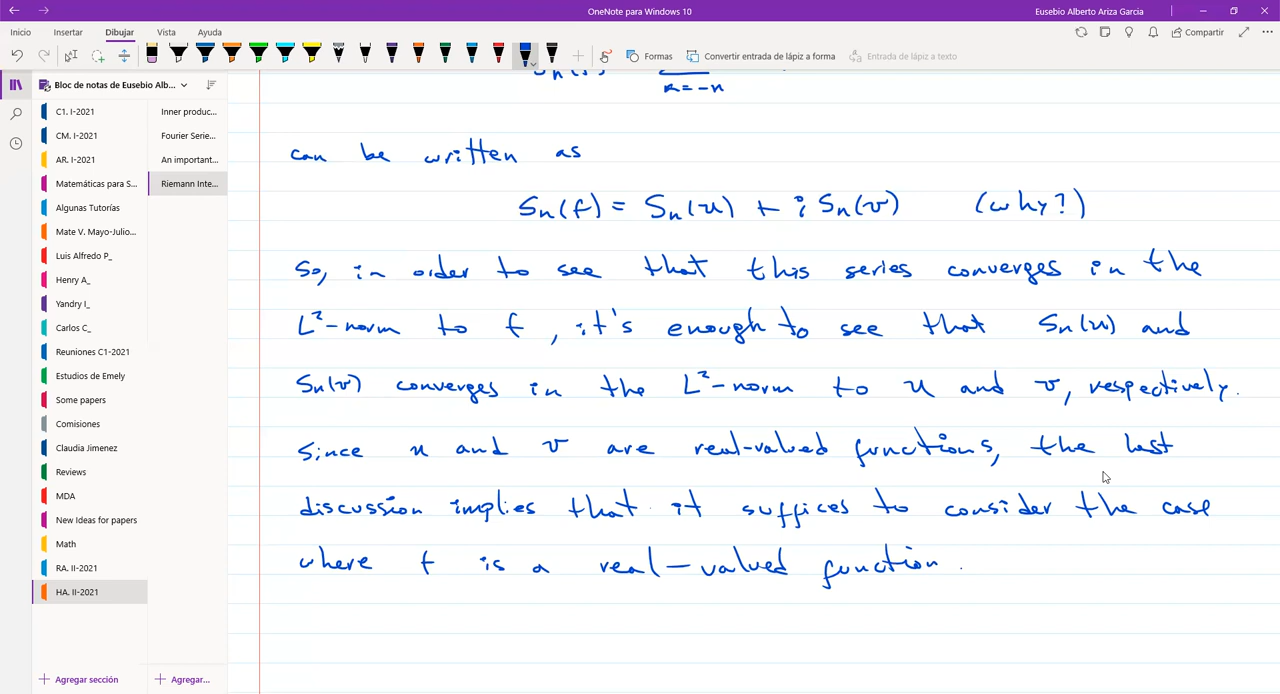 OneNote para Windows 10
Eusebio Alberto Ariza Garcia
Inicio Insertar Dibujar Vista Ayuda
Compartir
Formas Convertir entrada de lápiz a forma Entrada de lápiz a texto
Bloc de notas de Eusebio Alb...
C1. I-2021
CM. I-2021
AR. I-2021
Matemáticas para S...
Algunas Tutorías
Mate V. Mayo-Julio...
Luis Alfredo P_
Henry A_
Yandry I_
Carlos C_
Reuniones C1-2021
Estudios de Emely
Some papers
Comisiones
Claudia Jimenez
Reviews
MDA
New Ideas for papers
Math
RA. II-2021
HA. II-2021
Agregar sección
Inner produc...
Fourier Serie...
An important...
Riemann Inte...
Agregar...
can be written as
Sn(f) = Sn(u) + i Sn(v) (why?)
So, in order to see that this series converges in the
L²-norm to f, it's enough to see that Sn(u) and
Sn(v) converges in the L²-norm to u and v, respectively.
Since u and v are real-valued functions, the last
discussion implies that it suffices to consider the case
where f is a real-valued function.